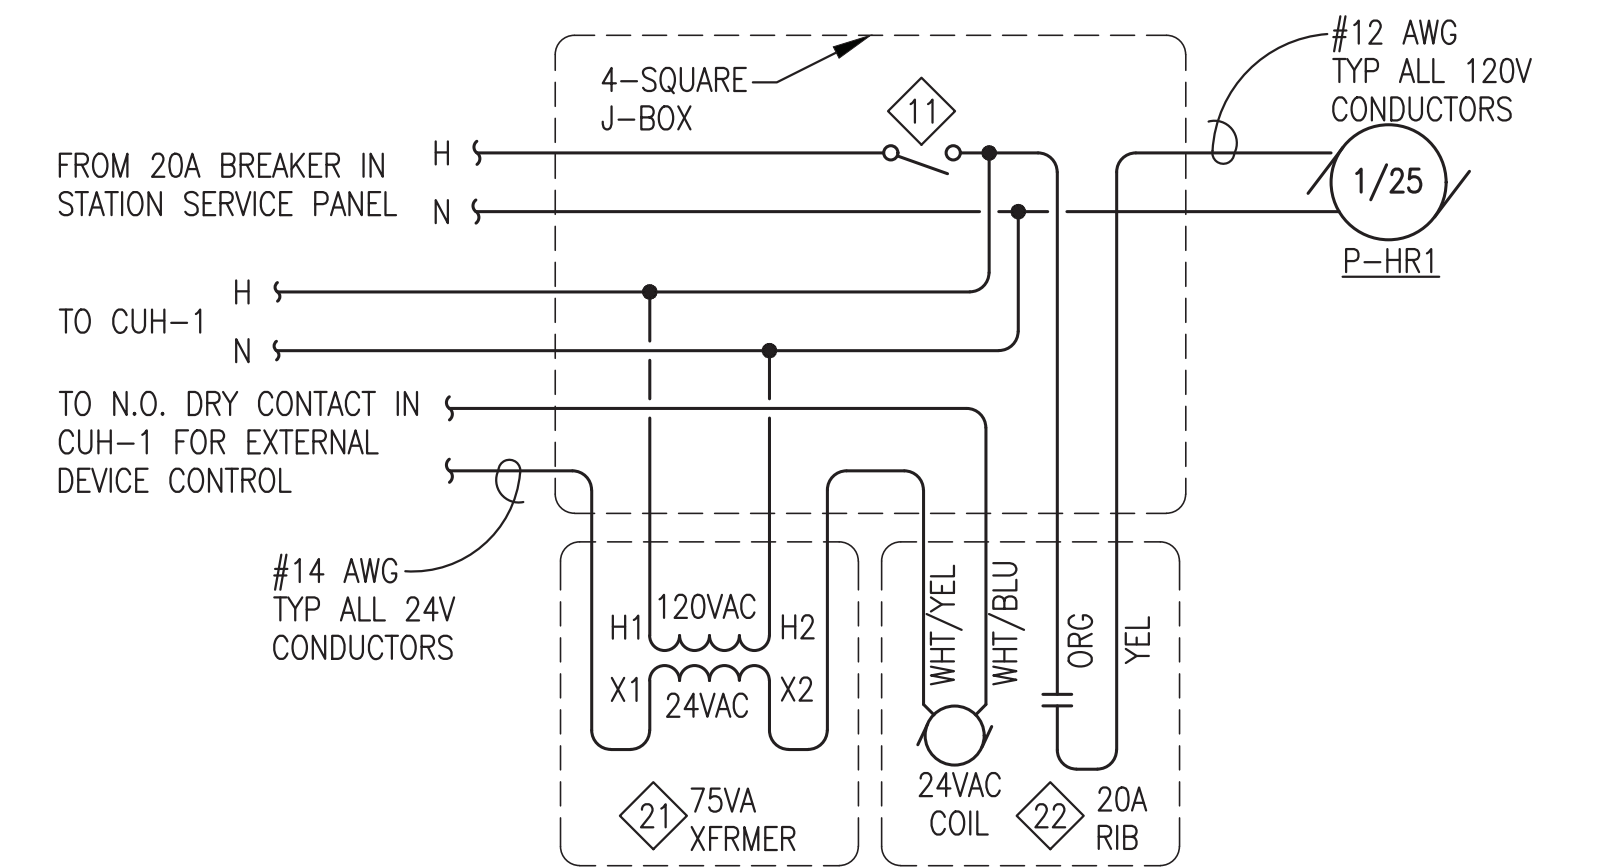 #12 AWG
TYP ALL 120V
CONDUCTORS
4-SQUARE
J-BOX
11
FROM 20A BREAKER IN
STATION SERVICE PANEL
H
N
1/25
P-HR1
TO CUH-1
H
N
TO N.O. DRY CONTACT IN
CUH-1 FOR EXTERNAL
DEVICE CONTROL
#14 AWG
TYP ALL 24V
CONDUCTORS
H1
120VAC
H2
X1
24VAC
X2
WHT/YEL
WHT/BLU
ORG
YEL
21
75VA
XFRMER
24VAC
COIL
22
20A
RIB